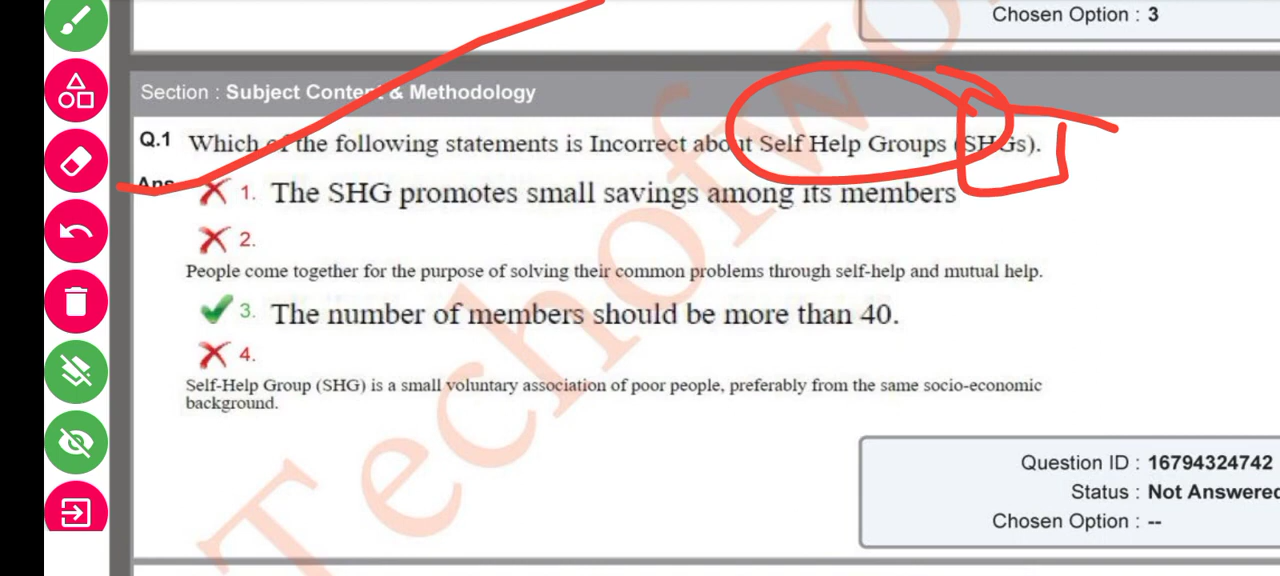 Chosen Option : 3
Section : Subject Content & Methodology
Q.1 Which of the following statements is Incorrect about Self Help Groups (SHGs).
Ans
1. The SHG promotes small savings among its members
2.
People come together for the purpose of solving their common problems through self-help and mutual help.
3. The number of members should be more than 40.
4.
Self-Help Group (SHG) is a small voluntary association of poor people, preferably from the same socio-economic
background.
Question ID : 16794324742
Status : Not Answered
Chosen Option : --